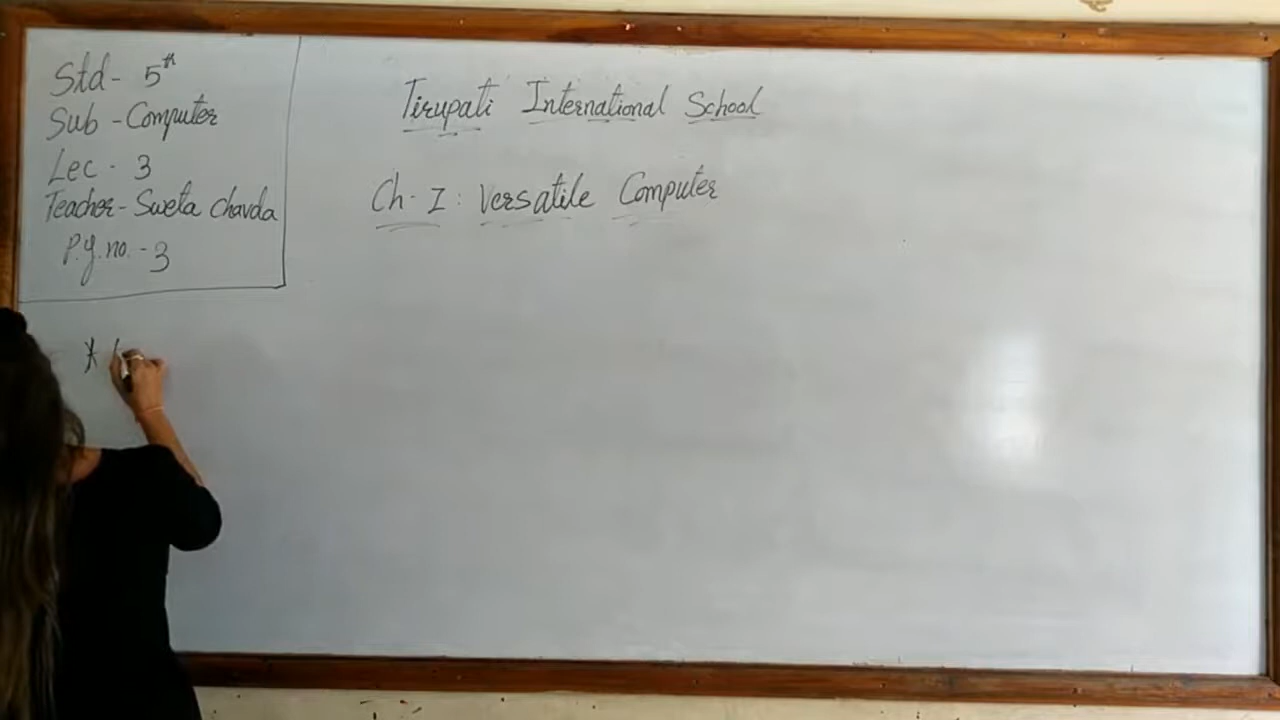 Std - 5th
Sub - Computer
Lec - 3
Teacher - Sweta Chavda
P.g. no. - 3
Tirupati International School
Ch - I : Versatile Computer
*